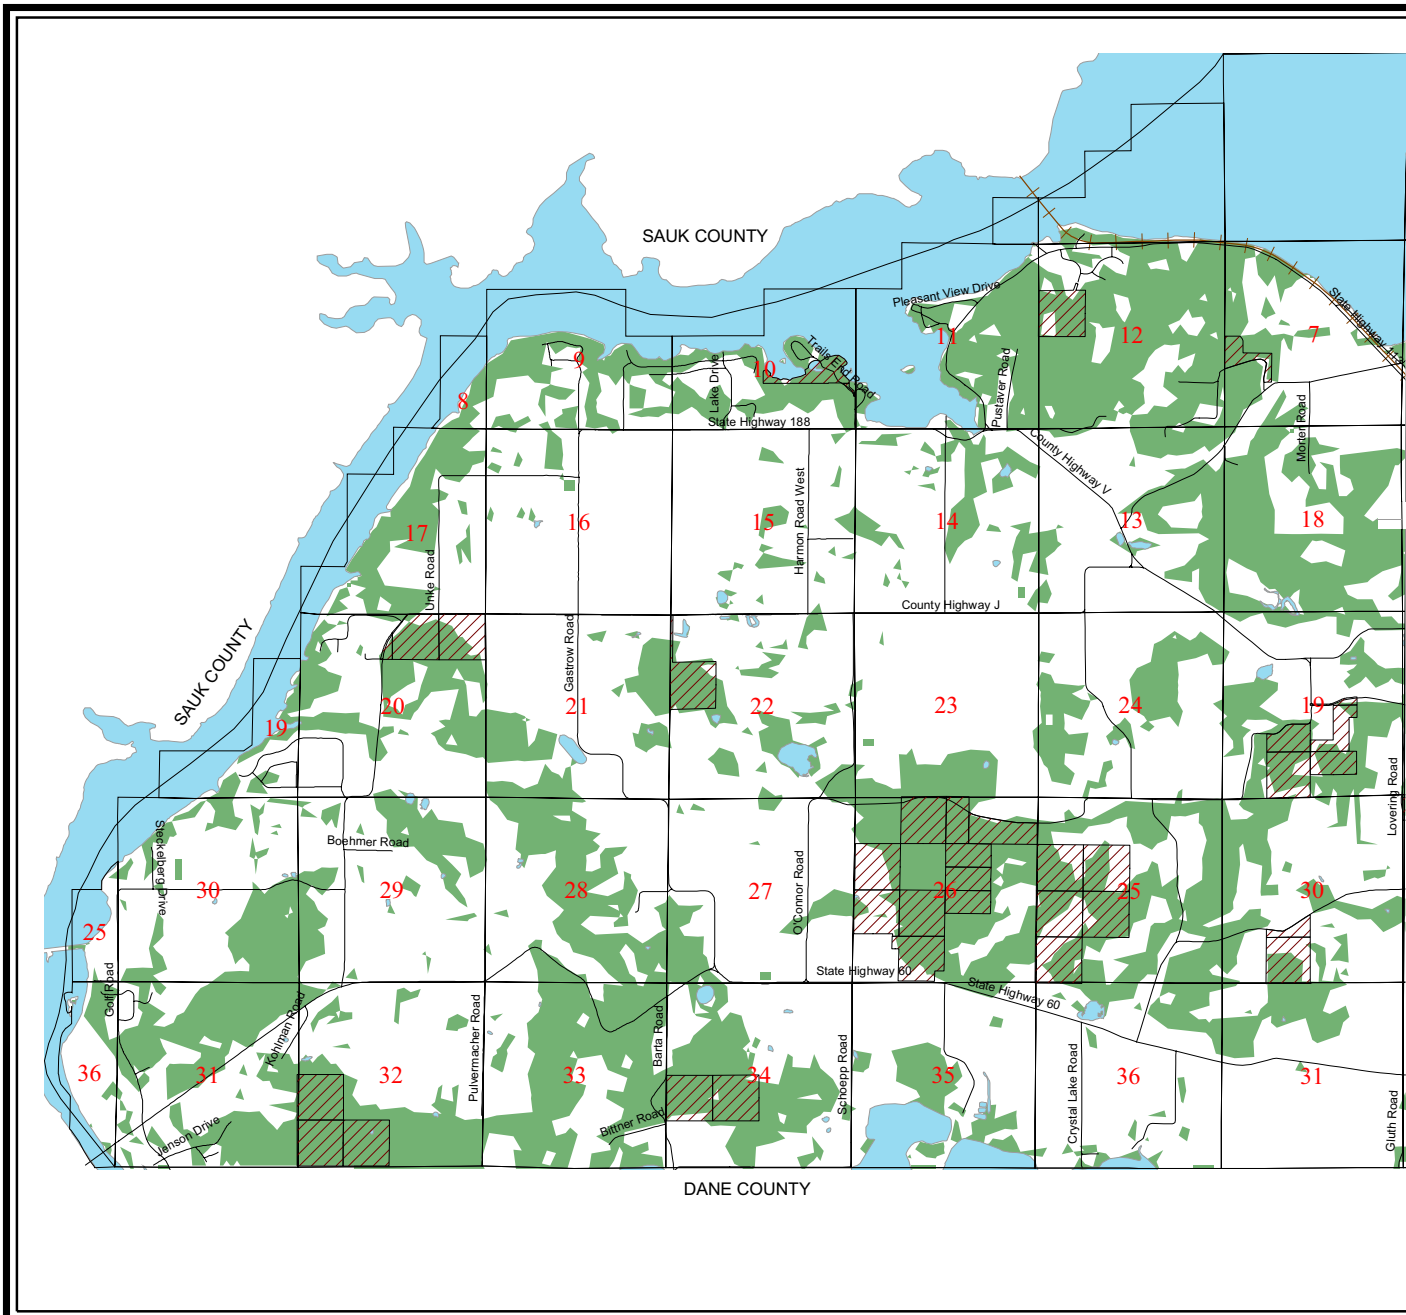 SAUK COUNTY
Pleasant View Drive
State Highway 113
11
12
7
9
10
Trails End Road
Lake Drive
Pustaver Road
8
State Highway 188
Morter Road
County Highway V
17
16
15
Harmon Road West
14
13
18
Unke Road
County Highway J
SAUK COUNTY
Gastrow Road
19
20
21
22
23
24
19
Lovering Road
Steckelberg Drive
Boehmer Road
30
29
28
27
O'Connor Road
26
25
30
25
State Highway 60
State Highway 60
Golf Road
Kohlman Road
Pulvermacher Road
Barta Road
Schoepp Road
Crystal Lake Road
Gluth Road
36
31
32
33
34
35
36
31
Jenson Drive
Bittner Road
DANE COUNTY